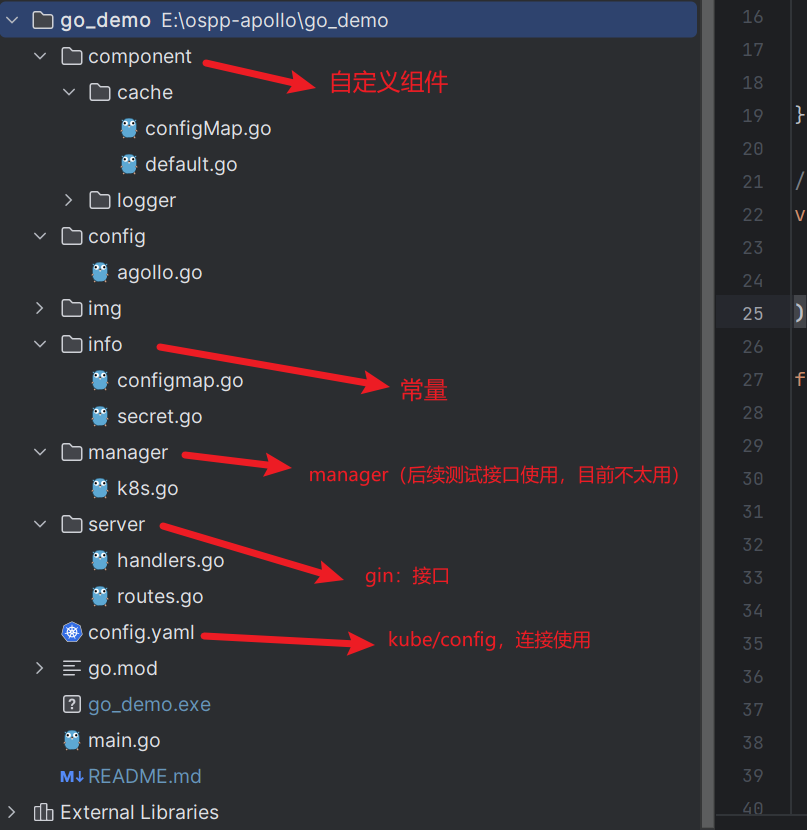 go_demo E:\ospp-apollo\go_demo
component
自定义组件
cache
configMap.go
default.go
logger
config
agollo.go
img
info
常量
configmap.go
secret.go
manager
manager（后续测试接口使用，目前不太用）
k8s.go
server
gin：接口
handlers.go
routes.go
config.yaml
kube/config，连接使用
go.mod
go_demo.exe
main.go
M↓ README.md
External Libraries
16
17
18
19 }
20
21 /
22 v
23
24
25 )
26
27 f
28
29
30
31
32
33
34
35
36
37
38
39
40